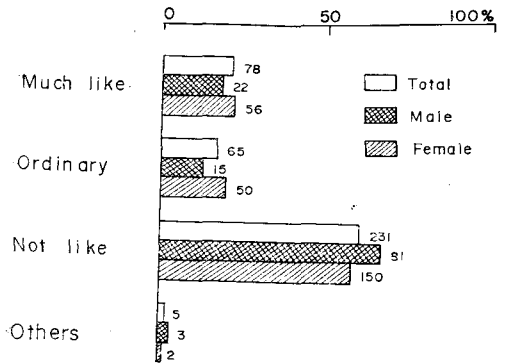 0 50 100%
Much like
78
22
56
Total
Male
Female
Ordinary
65
15
50
Not like
231
81
150
Others
5
3
2